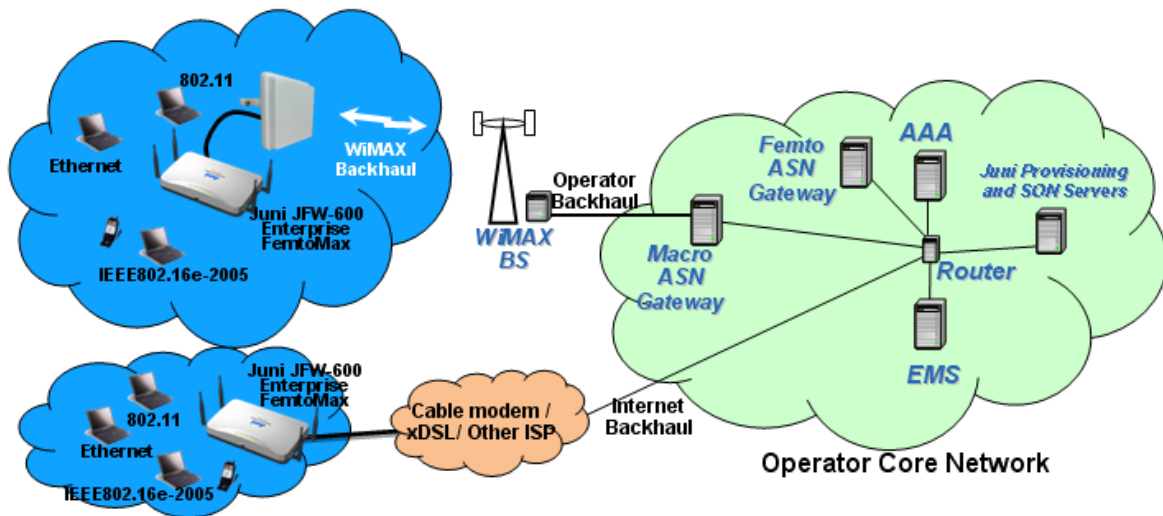 802.11
Ethernet
WiMAX
Backhaul
Juni JFW-600
Enterprise
FemtoMax
IEEE802.16e-2005
WiMAX
BS
Operator
Backhaul
Macro
ASN
Gateway
Femto
ASN
Gateway
AAA
Juni Provisioning
and SON Servers
Router
EMS
Juni JFW-600
Enterprise
FemtoMax
802.11
Ethernet
IEEE802.16e-2005
Cable modem /
xDSL/ Other ISP
Internet
Backhaul
Operator Core Network